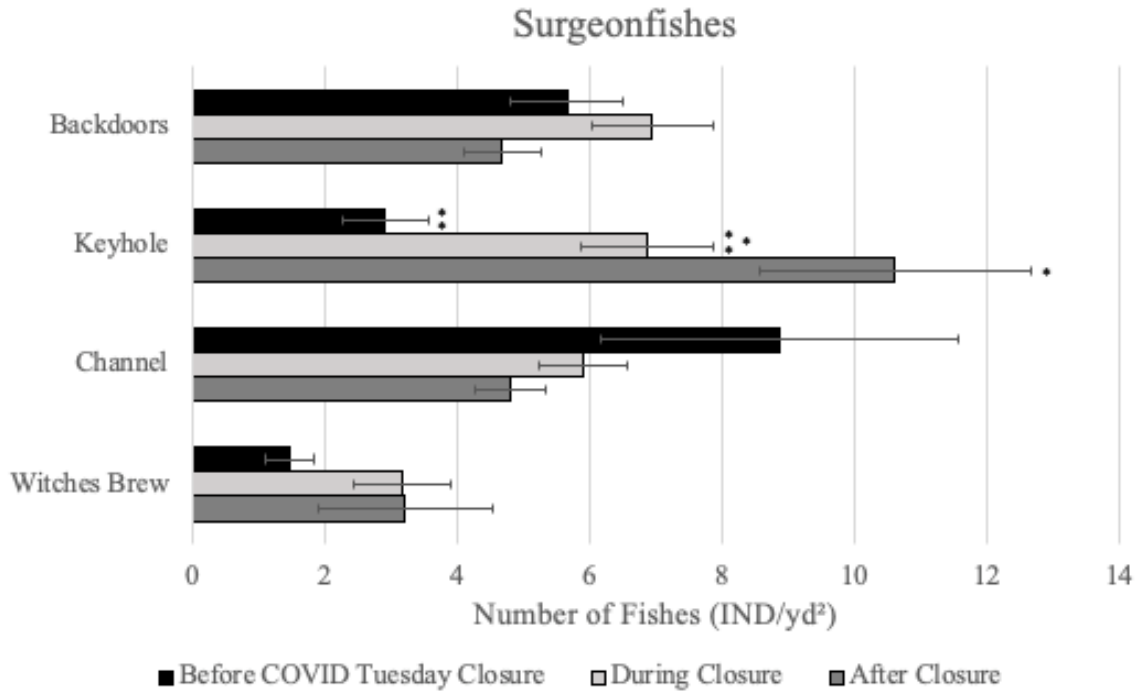 Surgeonfishes
Backdoors
Keyhole
Channel
Witches Brew
0 2 4 6 8 10 12 14
Number of Fishes (IND/yd²)
Before COVID Tuesday Closure During Closure After Closure